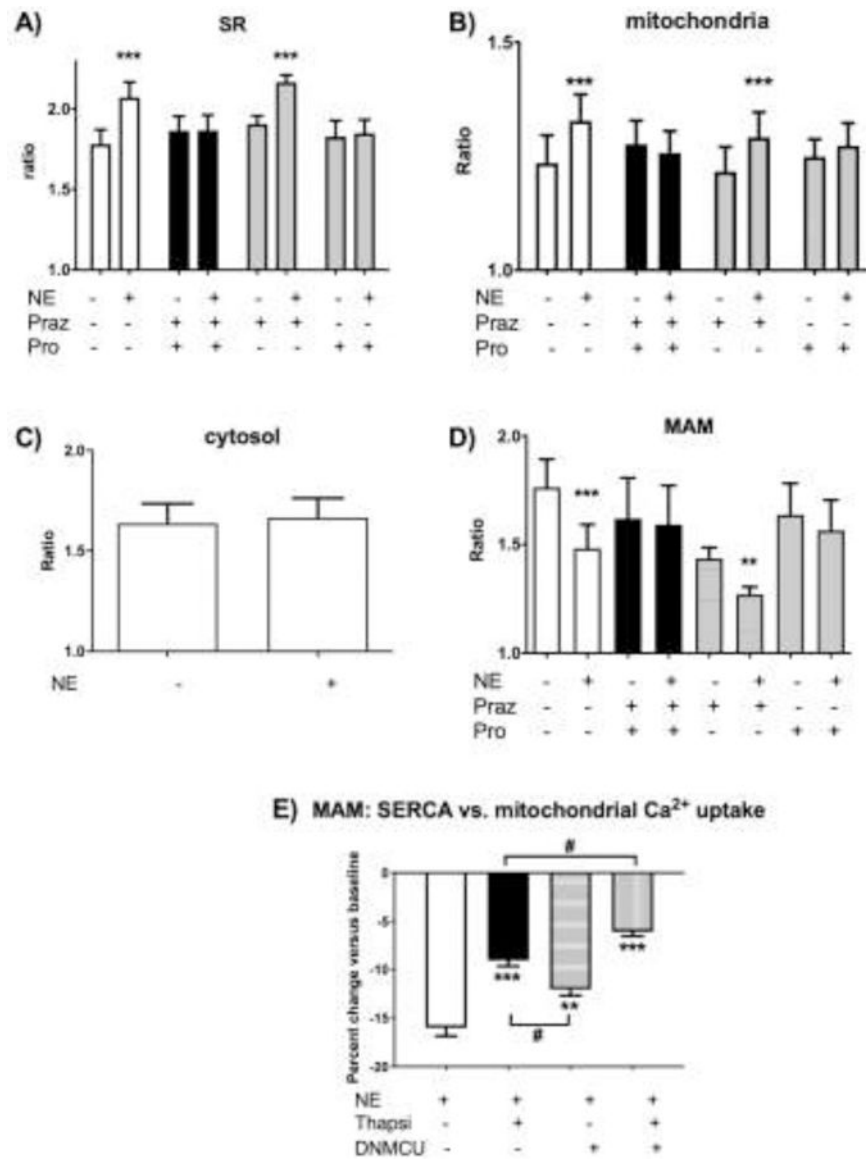 A) SR
***
***
2.0
1.5
1.0
ratio
NE - + - + - + - +
Praz - - + + + + - -
Pro - - + + - - + +
B) mitochondria
1.5
***
***
1.0
Ratio
NE - + - + - + - +
Praz - - + + + + - -
Pro - - + + - - + +
C) cytosol
2.0
1.5
1.0
Ratio
NE - +
D) MAM
2.0
***
**
1.5
1.0
Ratio
NE - + - + - + - +
Praz - - + + + + - -
Pro - - + + - - + +
E) MAM: SERCA vs. mitochondrial Ca²⁺ uptake
#
0
-5
-10
-15
-20
Percent change versus baseline
***
**
***
#
NE + + + +
Thapsi - + - +
DNMCU - - + +